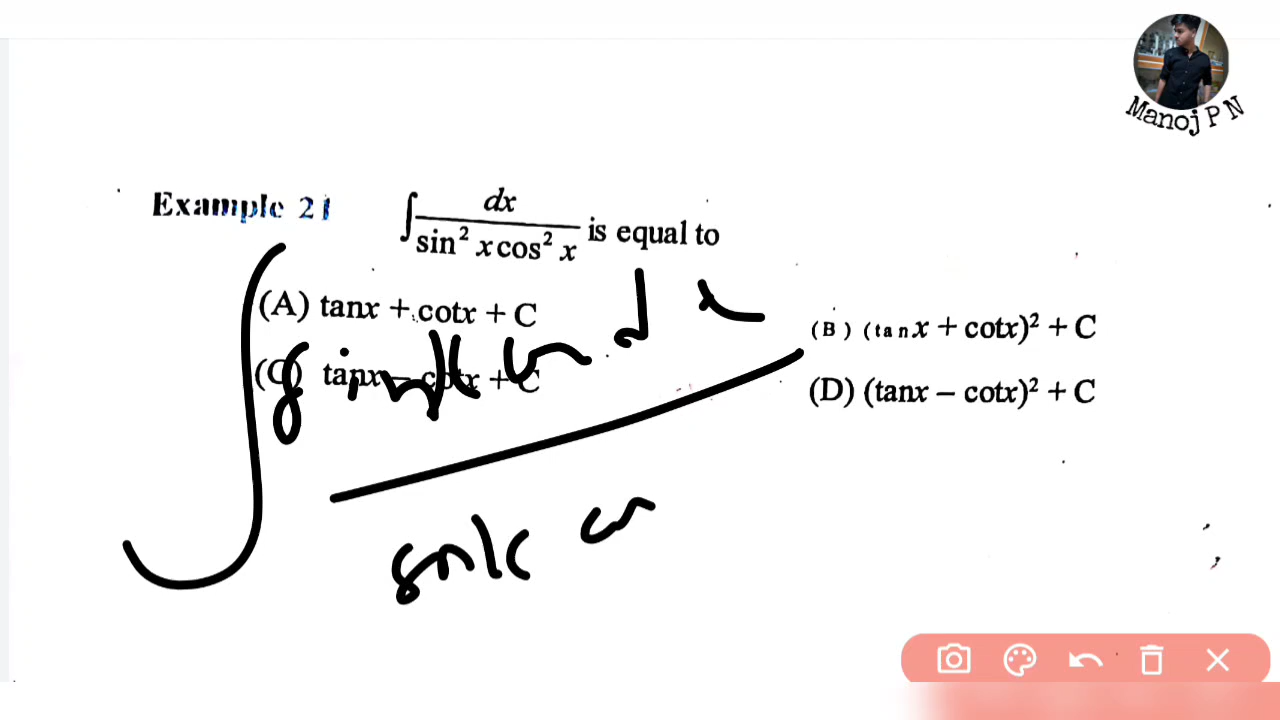 Manoj P N
Example 21 ∫ dx / sin² x cos² x is equal to
(A) tanx + cotx + C
(B) (tanx + cotx)² + C
(C) tanx – cotx + C
(D) (tanx – cotx)² + C